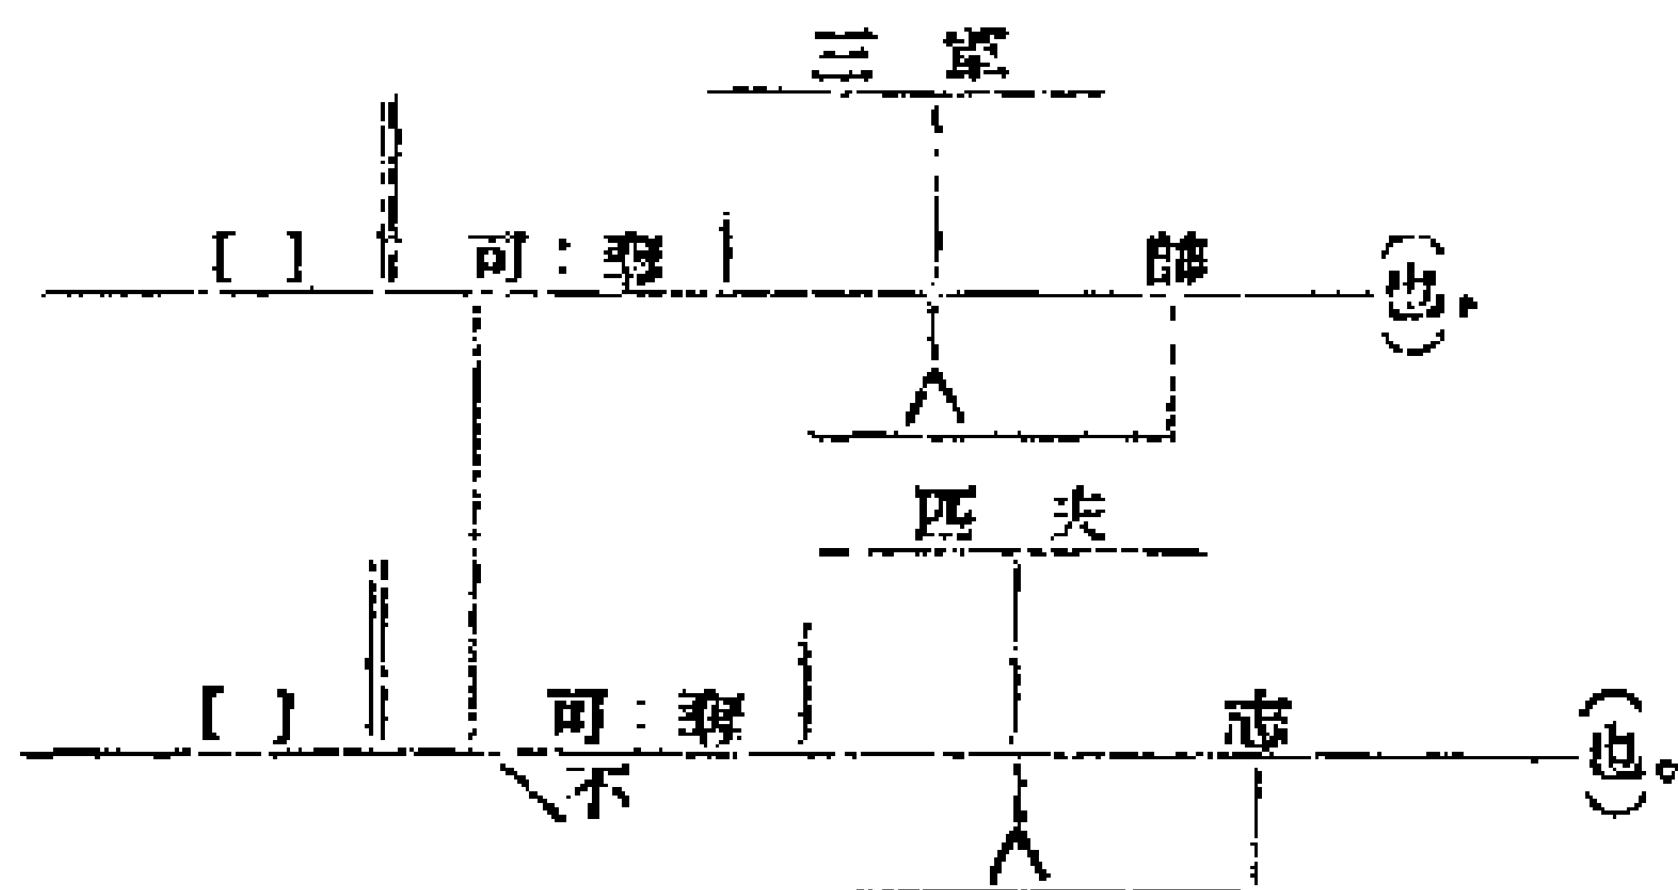 三軍
[ ] 可：奪 帥 (也)，
匹夫
[ ] 可：奪 志 (也)。
不